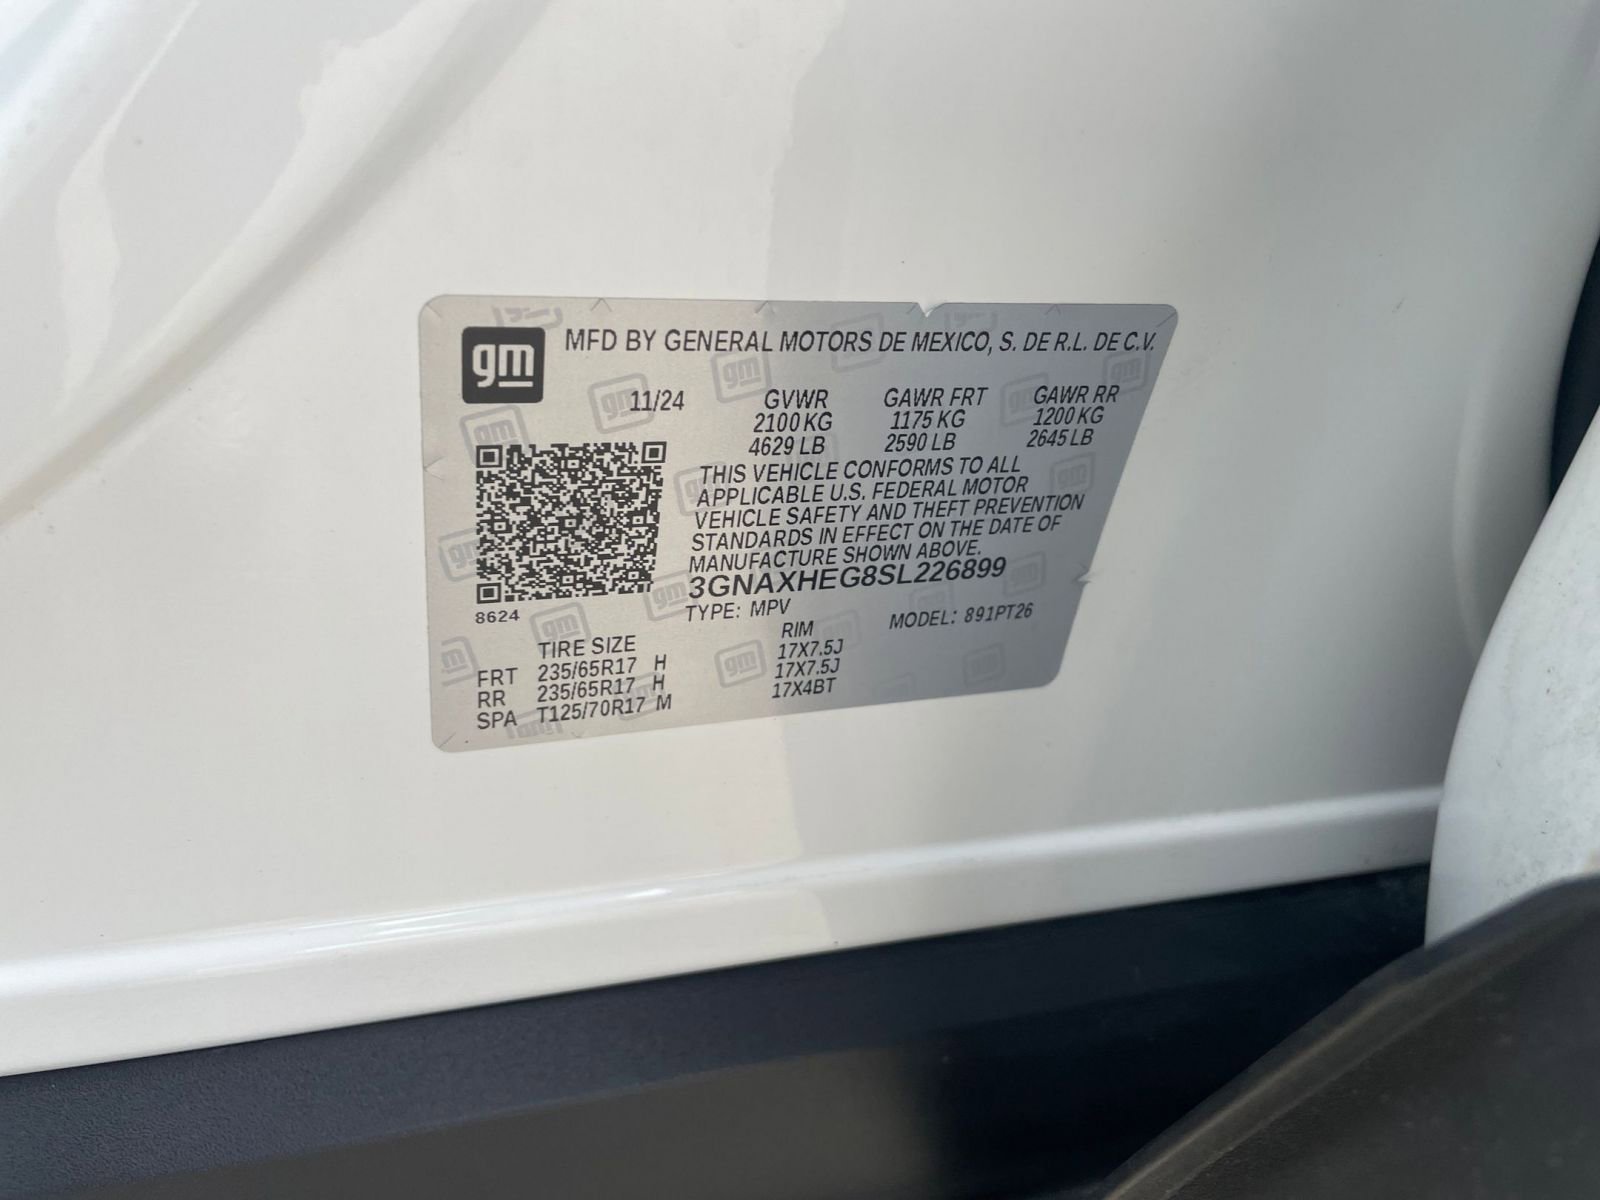 gm MFD BY GENERAL MOTORS DE MEXICO, S. DE R.L. DE C.V.
11/24 GVWR GAWR FRT GAWR RR
2100 KG 1175 KG 1200 KG
4629 LB 2590 LB 2645 LB
THIS VEHICLE CONFORMS TO ALL
APPLICABLE U.S. FEDERAL MOTOR
VEHICLE SAFETY AND THEFT PREVENTION
STANDARDS IN EFFECT ON THE DATE OF
MANUFACTURE SHOWN ABOVE.
3GNAXHEG8SL226899
8624 TYPE: MPV MODEL: 891PT26
TIRE SIZE RIM
FRT 235/65R17 H 17X7.5J
RR 235/65R17 H 17X7.5J
SPA T125/70R17 M 17X4BT